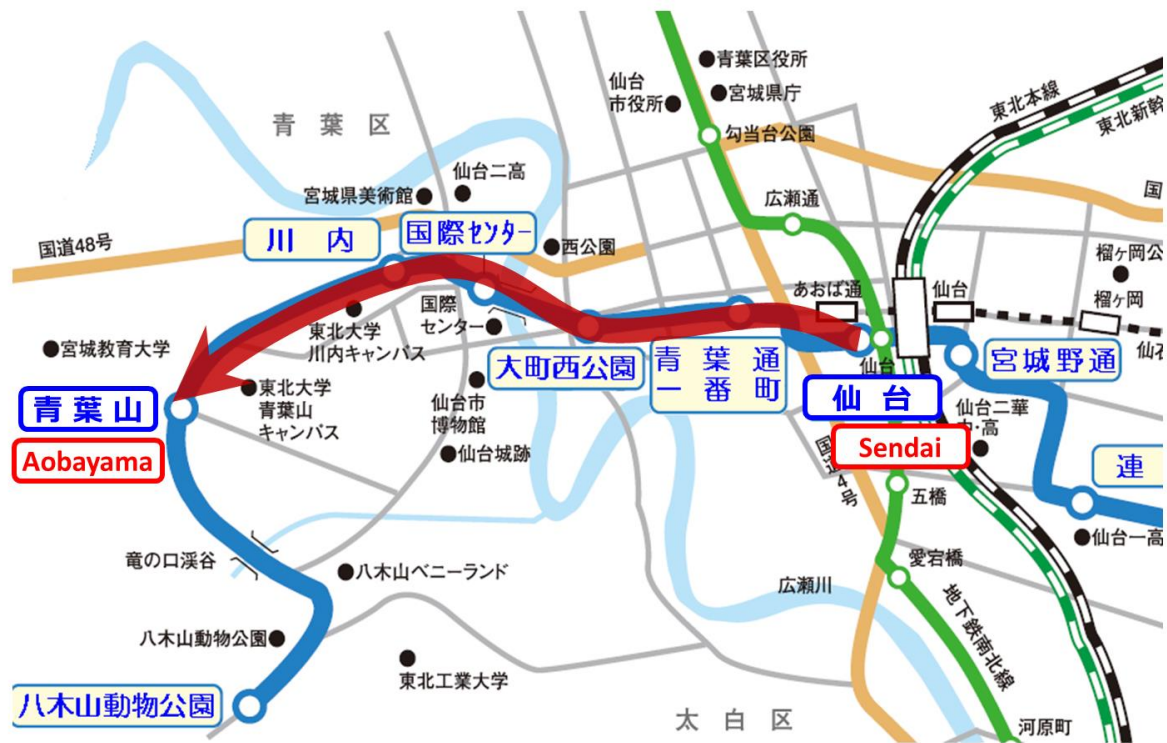 青葉区役所
仙台
市役所
宮城県庁
東北本線
東北新幹
青葉区
勾当台公園
仙台二高
宮城県美術館
広瀬通
国
川内
国際センター
国道48号
西公園
榴ヶ岡公
あおば通
仙台
榴ヶ岡
国際
センター
東北大学
川内キャンパス
仙石
宮城教育大学
大町西公園
青葉通
一番町
仙台
宮城野通
東北大学
青葉山
キャンパス
仙台市
博物館
青葉山
仙台
仙台二華
中・高
Aobayama
Sendai
仙台城跡
国道4号
連
五橋
仙台一高
竜の口渓谷
八木山ベニーランド
愛宕橋
広瀬川
地下鉄南北線
八木山動物公園
東北工業大学
八木山動物公園
太白区
河原町